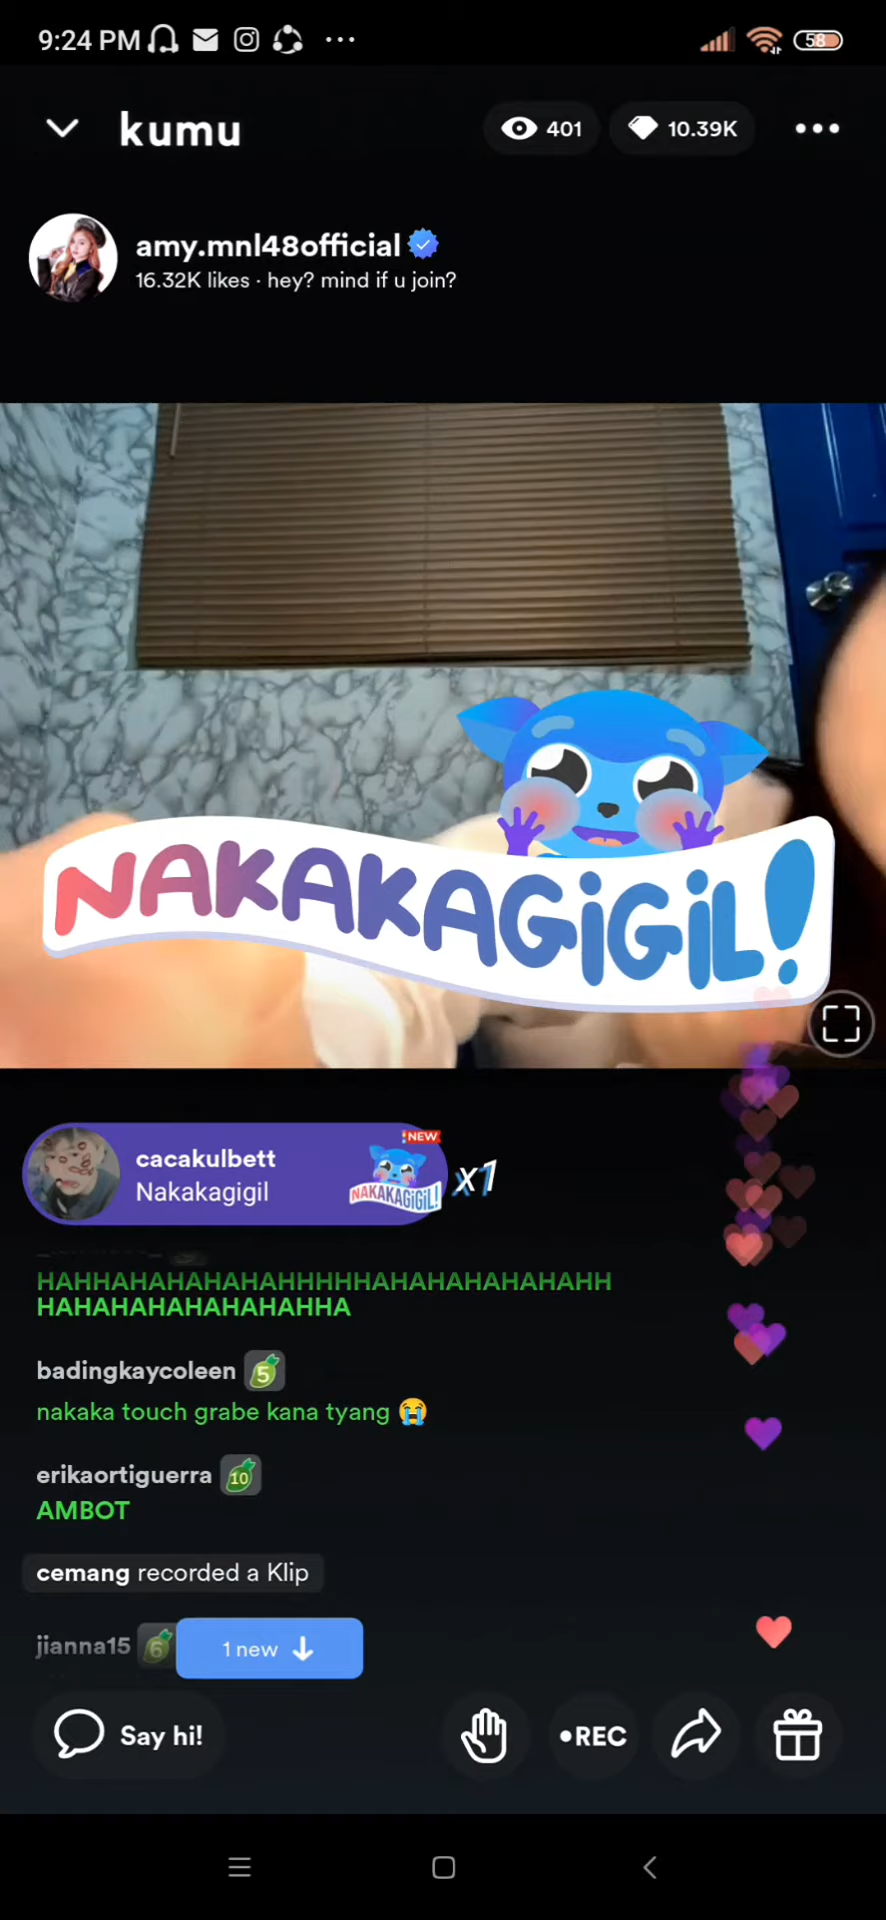 9:24 PM
58
kumu
401
10.39K
amy.mnl48official
16.32K likes · hey? mind if u join?
NAKAKAGiGiL!
NEW
cacakulbett
Nakakagigil
NAKAKAGiGiL!
x1
HAHHAHAHAHAHAHHHHHAHAHAHAHAHAHH
HAHAHAHAHAHAHAHHA
badingkaycoleen 5
nakaka touch grabe kana tyang 😭
erikaortiguerra 10
AMBOT
cemang recorded a Klip
jianna15 6
1 new
Say hi!
•REC